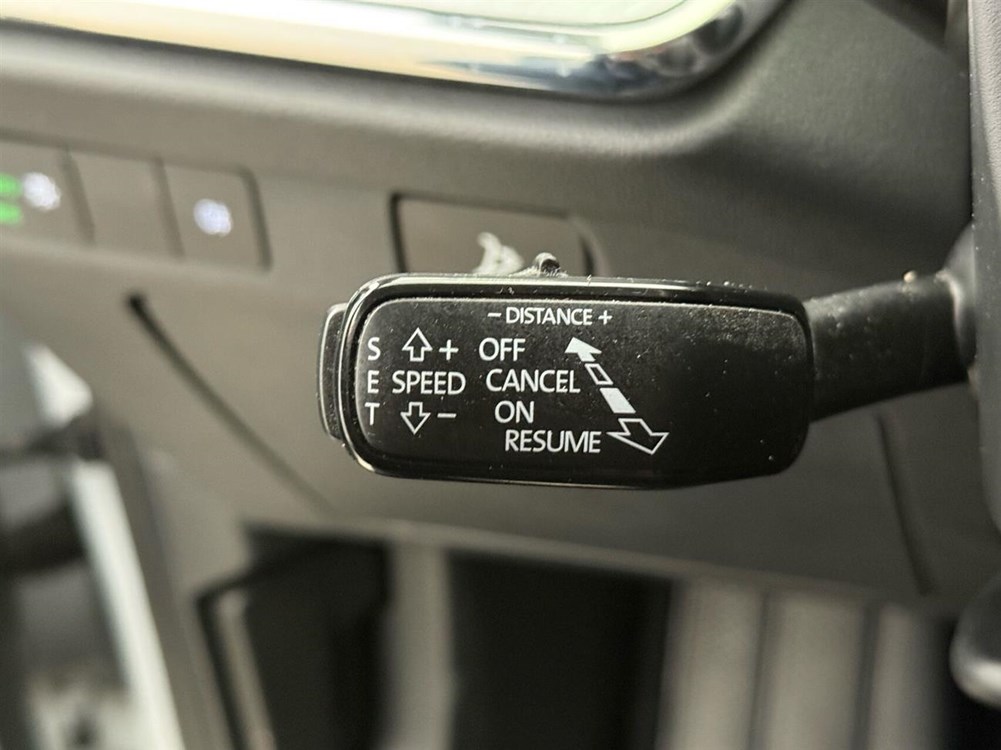 − DISTANCE +
S + OFF
E SPEED CANCEL
T − ON
RESUME